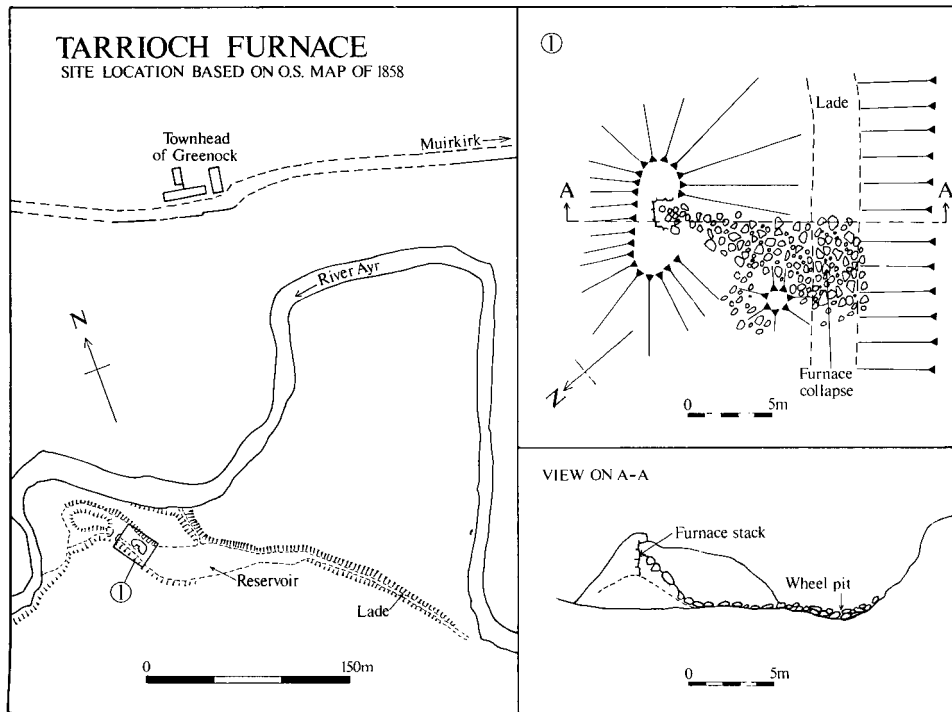 TARRIOCH FURNACE
SITE LOCATION BASED ON O.S. MAP OF 1858
Townhead
of Greenock
Muirkirk
River Ayr
N
Reservoir
Lade
1
0 150m
1
Lade
A A
Furnace
collapse
N
0 5m
VIEW ON A-A
Furnace stack
Wheel pit
0 5m